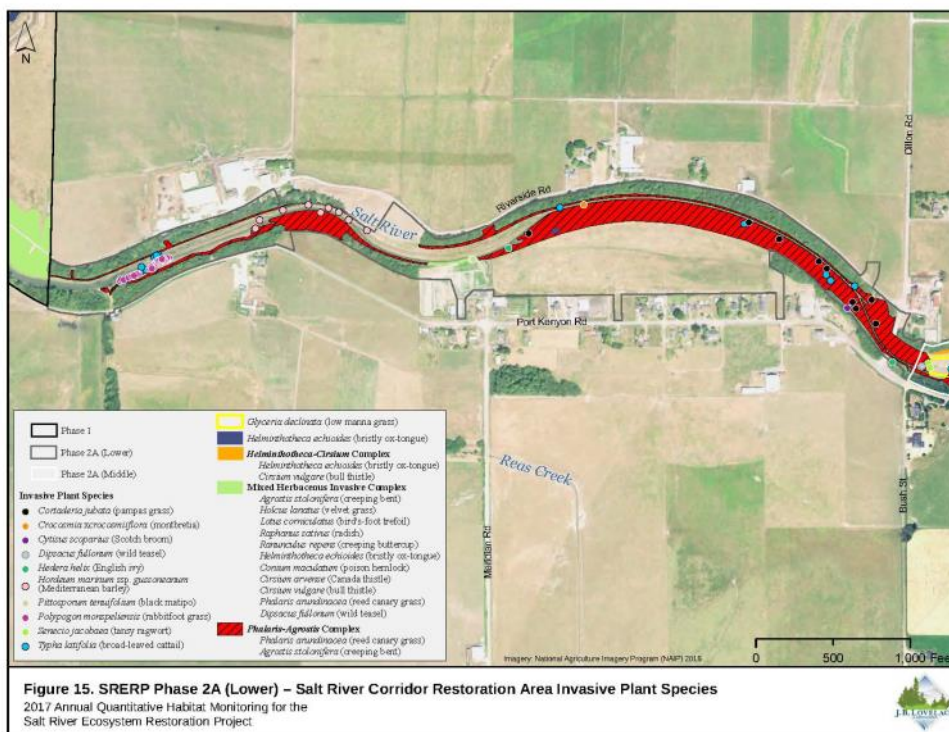 N
Riverside Rd
Salt River
Dillon Rd
Port Kenyon Rd
Reas Creek
Meridian Rd
Bush St
Phase 1
Phase 2A (Lower)
Phase 2A (Middle)
Invasive Plant Species
Cortaderia jubata (pampas grass)
Crocosmia xcrocosmiiflora (montbretia)
Cytisus scoparius (Scotch broom)
Dipsacus fullonum (wild teasel)
Hedera helix (English ivy)
Hordeum marinum ssp. gussoneanum
(Mediterranean barley)
Pittosporum tenuifolium (black matipo)
Polypogon monspeliensis (rabbitfoot grass)
Senecio jacobaea (tansy ragwort)
Typha latifolia (broad-leaved cattail)
Glyceria declinata (low manna grass)
Helminthotheca echioides (bristly ox-tongue)
Helminthotheca-Cirsium Complex
Helminthotheca echioides (bristly ox-tongue)
Cirsium vulgare (bull thistle)
Mixed Herbaceous Invasive Complex
Agrostis stolonifera (creeping bent)
Holcus lanatus (velvet grass)
Lotus corniculatus (bird's-foot trefoil)
Raphanus sativus (radish)
Ranunculus repens (creeping buttercup)
Helminthotheca echioides (bristly ox-tongue)
Conium maculatum (poison hemlock)
Cirsium arvense (Canada thistle)
Cirsium vulgare (bull thistle)
Phalaris arundinacea (reed canary grass)
Dipsacus fullonum (wild teasel)
Phalaris-Agrostis Complex
Phalaris arundinacea (reed canary grass)
Agrostis stolonifera (creeping bent)
Imagery: National Agriculture Imagery Program (NAIP) 2016
0 500 1,000 Fee
Figure 15. SRERP Phase 2A (Lower) – Salt River Corridor Restoration Area Invasive Plant Species
2017 Annual Quantitative Habitat Monitoring for the
Salt River Ecosystem Restoration Project
J.B. LOVELAC